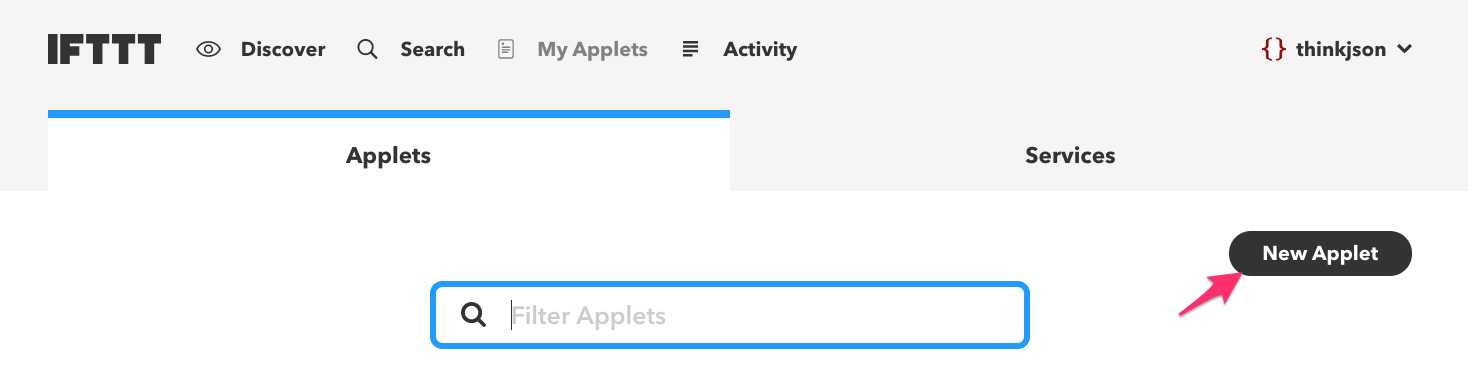 IFTTT Discover Search My Applets Activity thinkjson
Applets Services
New Applet
Filter Applets